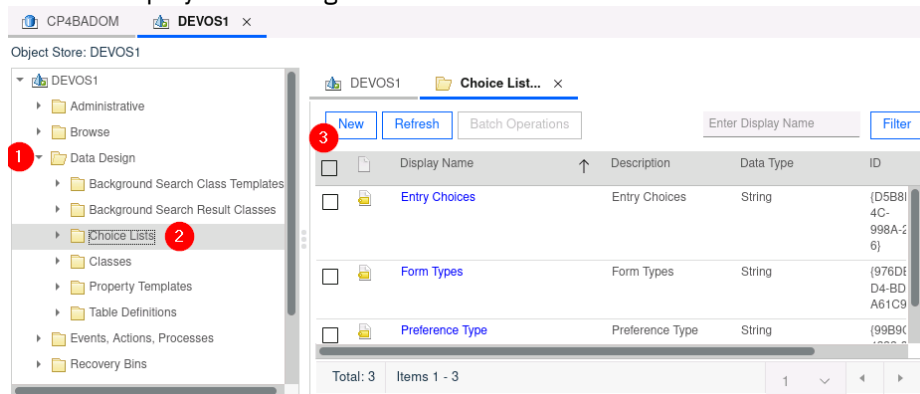 CP4BADOM DEVOS1 ×
Object Store: DEVOS1
DEVOS1
Administrative
Browse
1 Data Design
Background Search Class Templates
Background Search Result Classes
Choice Lists 2
Classes
Property Templates
Table Definitions
Events, Actions, Processes
Recovery Bins
DEVOS1 Choice List... ×
3 New Refresh Batch Operations Enter Display Name Filter
Display Name ↑ Description Data Type ID
Entry Choices Entry Choices String {D5B8
4C-
998A-2
6}
Form Types Form Types String {976DE
D4-BD
A61C9
Preference Type Preference Type String {99B9
Total: 3 Items 1 - 3 1